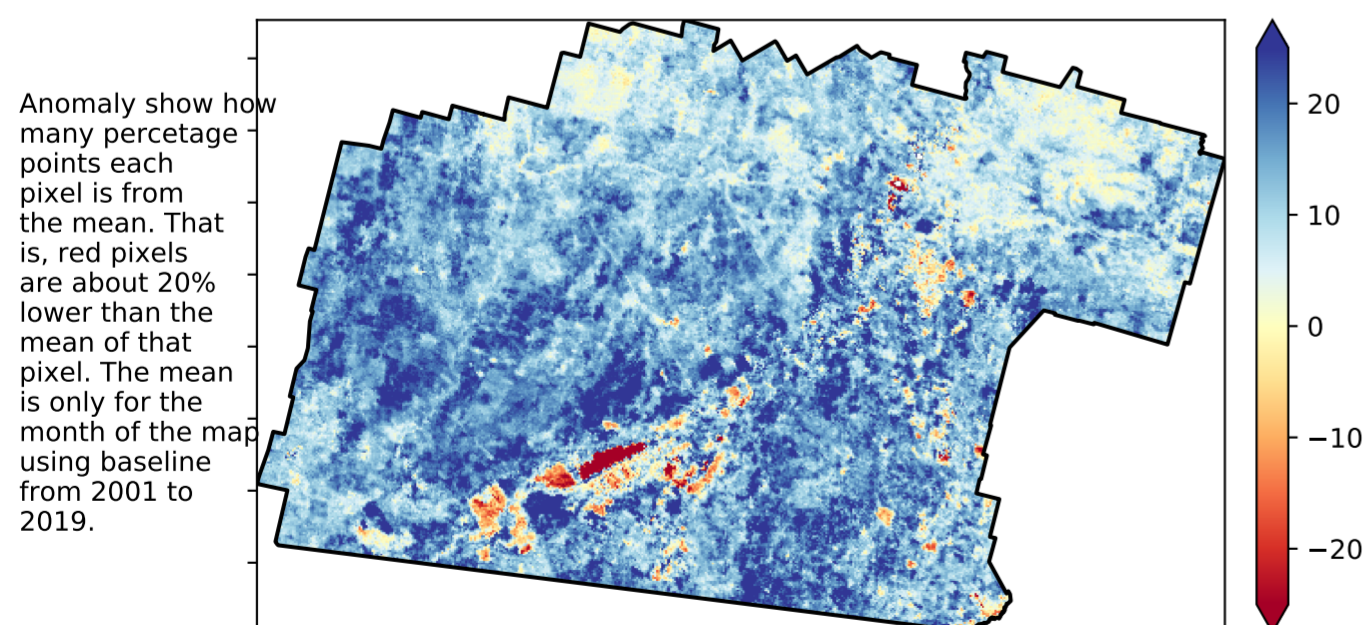 Anomaly show how
many percetage
points each
pixel is from
the mean. That
is, red pixels
are about 20%
lower than the
mean of that
pixel. The mean
is only for the
month of the map
using baseline
from 2001 to
2019.
20
10
0
−10
−20